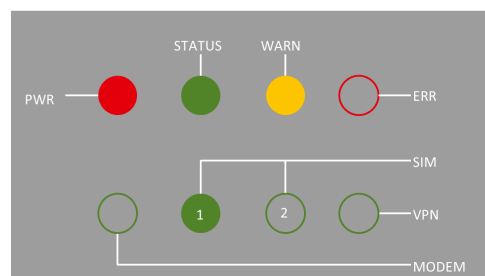 STATUS WARN
PWR ERR
SIM
1 2 VPN
MODEM